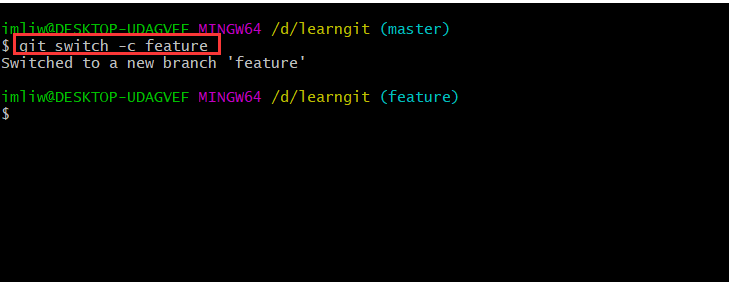 imliw@DESKTOP-UDAGVEF MINGW64 /d/learngit (master)
$ git switch -c feature
Switched to a new branch 'feature'
imliw@DESKTOP-UDAGVEF MINGW64 /d/learngit (feature)
$